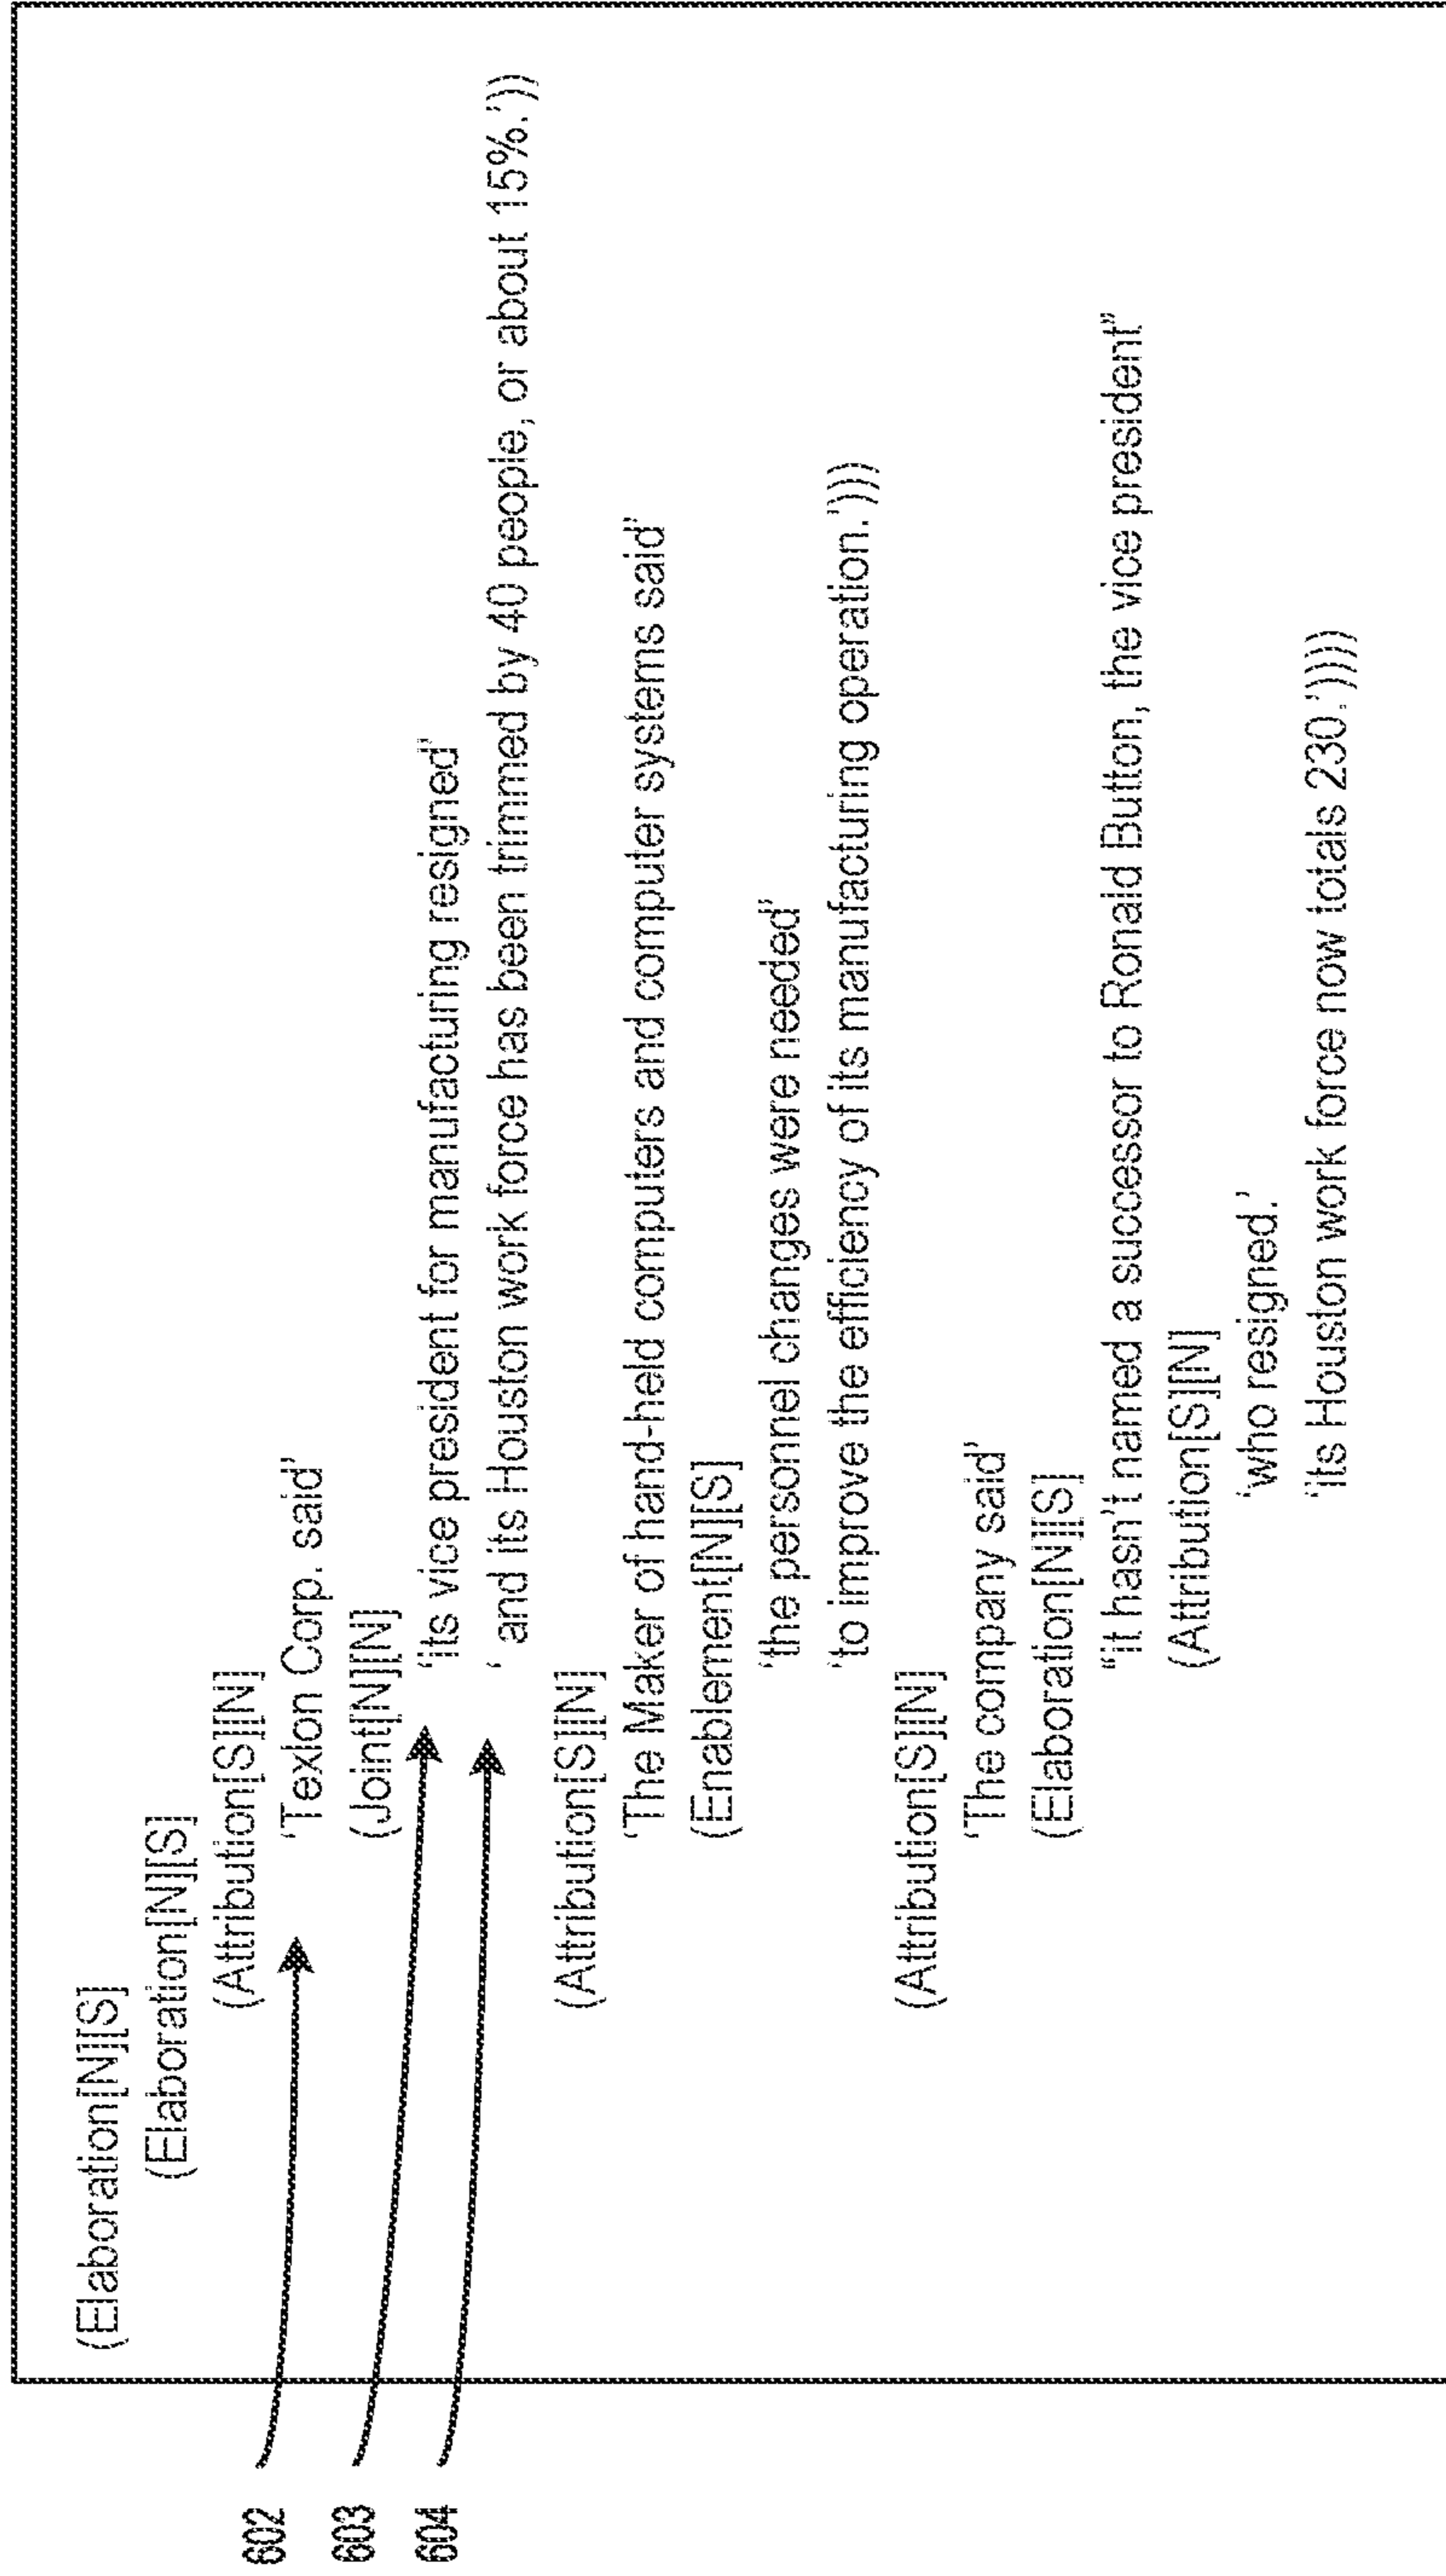 (Elaboration[N][S]
(Elaboration[N][S]
(Attribution[S][N]
602
'Texlon Corp. said'
(Joint[N][N]
603
'its vice president for manufacturing resigned'
604
' and its Houston work force has been trimmed by 40 people, or about 15%.'))
(Attribution[S][N]
'The Maker of hand-held computers and computer systems said'
(Enablement[N][S]
'the personnel changes were needed'
'to improve the efficiency of its manufacturing operation.')))
(Attribution[S][N]
'The company said'
(Elaboration[N][S]
"it hasn't named a successor to Ronald Button, the vice president"
(Attribution[S][N]
'who resigned.'
'its Houston work force now totals 230.')))))